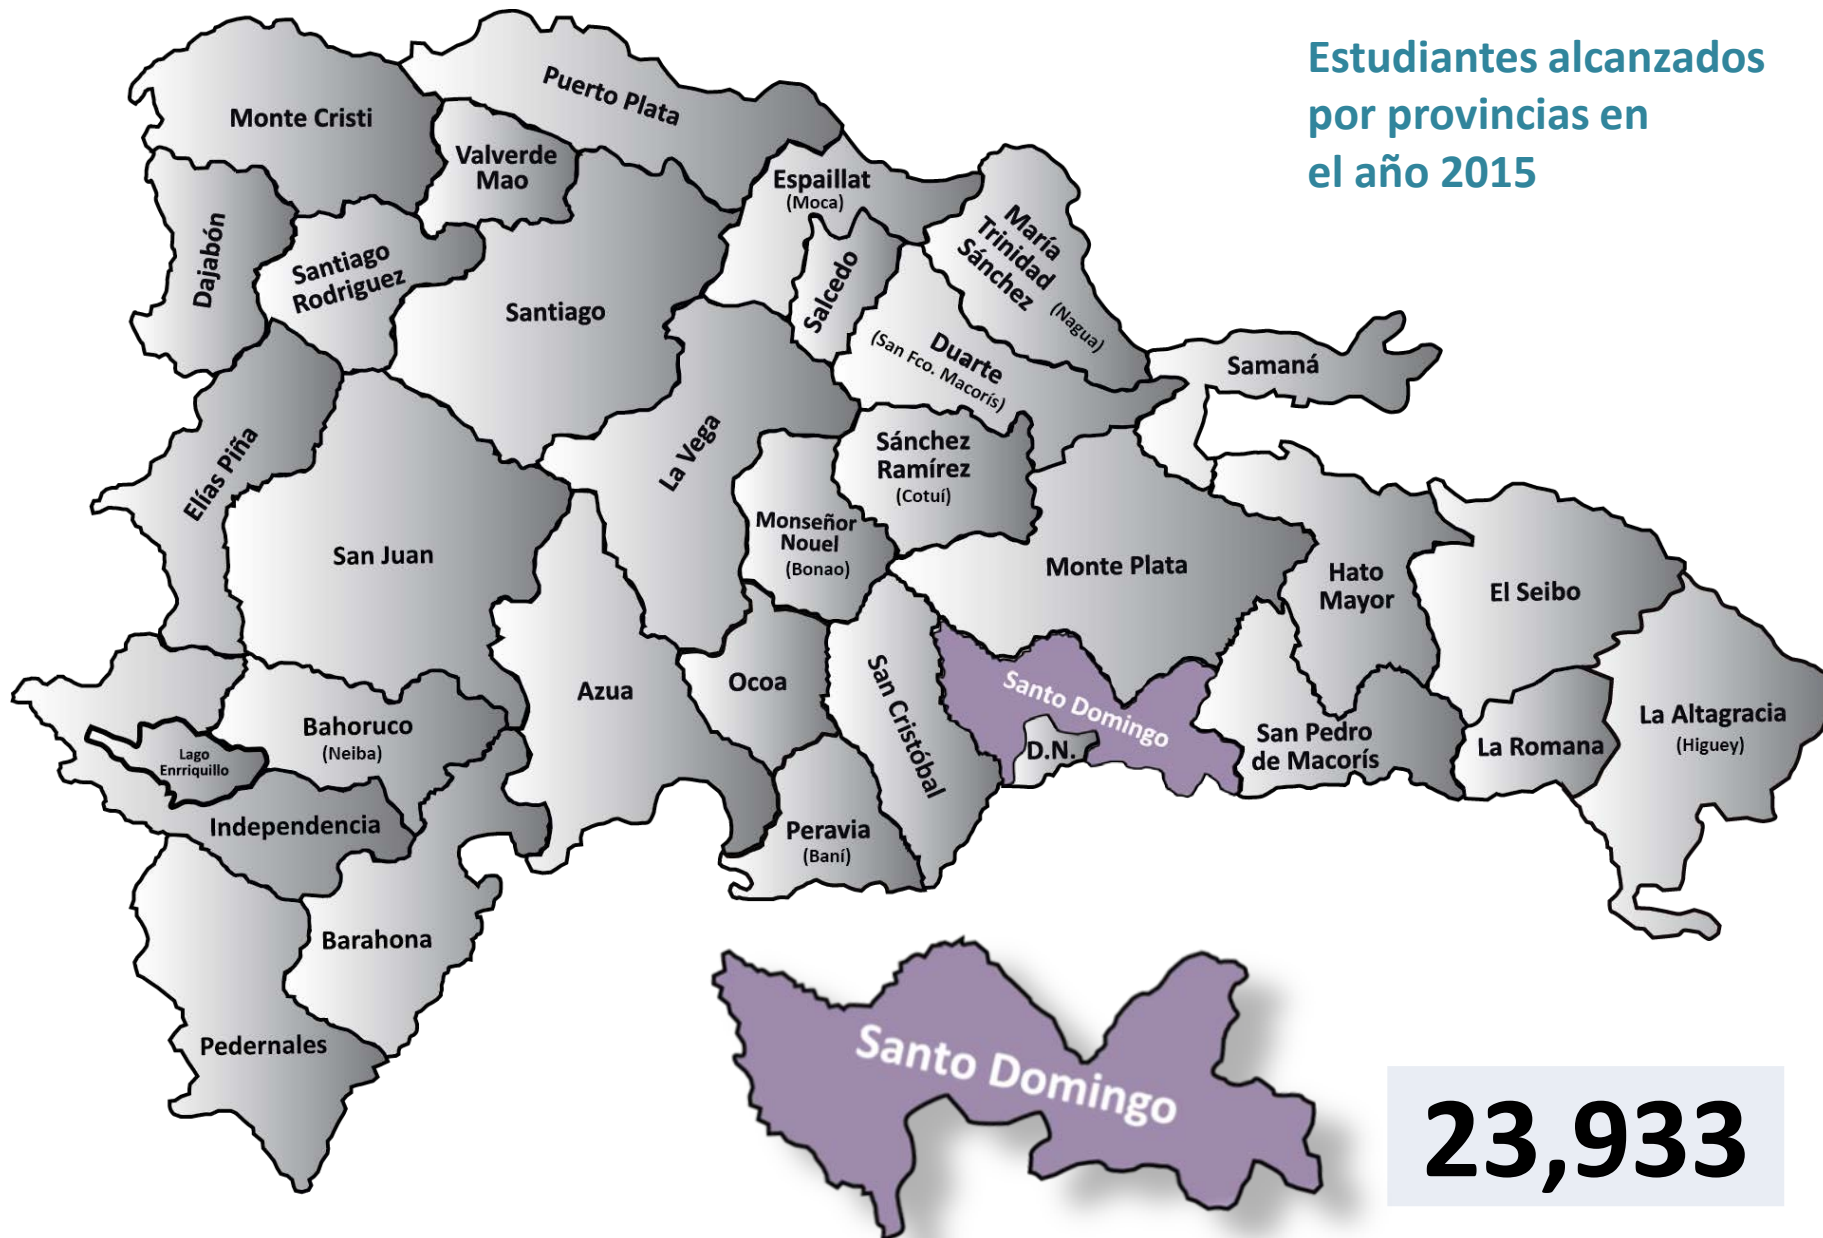 Estudiantes alcanzados
por provincias en
el año 2015
Monte Cristi
Puerto Plata
Valverde
Mao
Espaillat
(Moca)
Dajabón
Santiago
Rodriguez
Santiago
Salcedo
María
Trinidad
Sánchez
(Nagua)
Duarte
(San Fco. Macorís)
Samaná
Elías Piña
La Vega
Sánchez
Ramírez
(Cotuí)
San Juan
Monseñor
Nouel
(Bonao)
Monte Plata
Hato
Mayor
El Seibo
Azua
Ocoa
San Cristóbal
Santo Domingo
D.N.
San Pedro
de Macorís
La Romana
La Altagracia
(Higuey)
Bahoruco
(Neiba)
Lago
Enrriquillo
Independencia
Peravia
(Baní)
Barahona
Pedernales
Santo Domingo
23,933